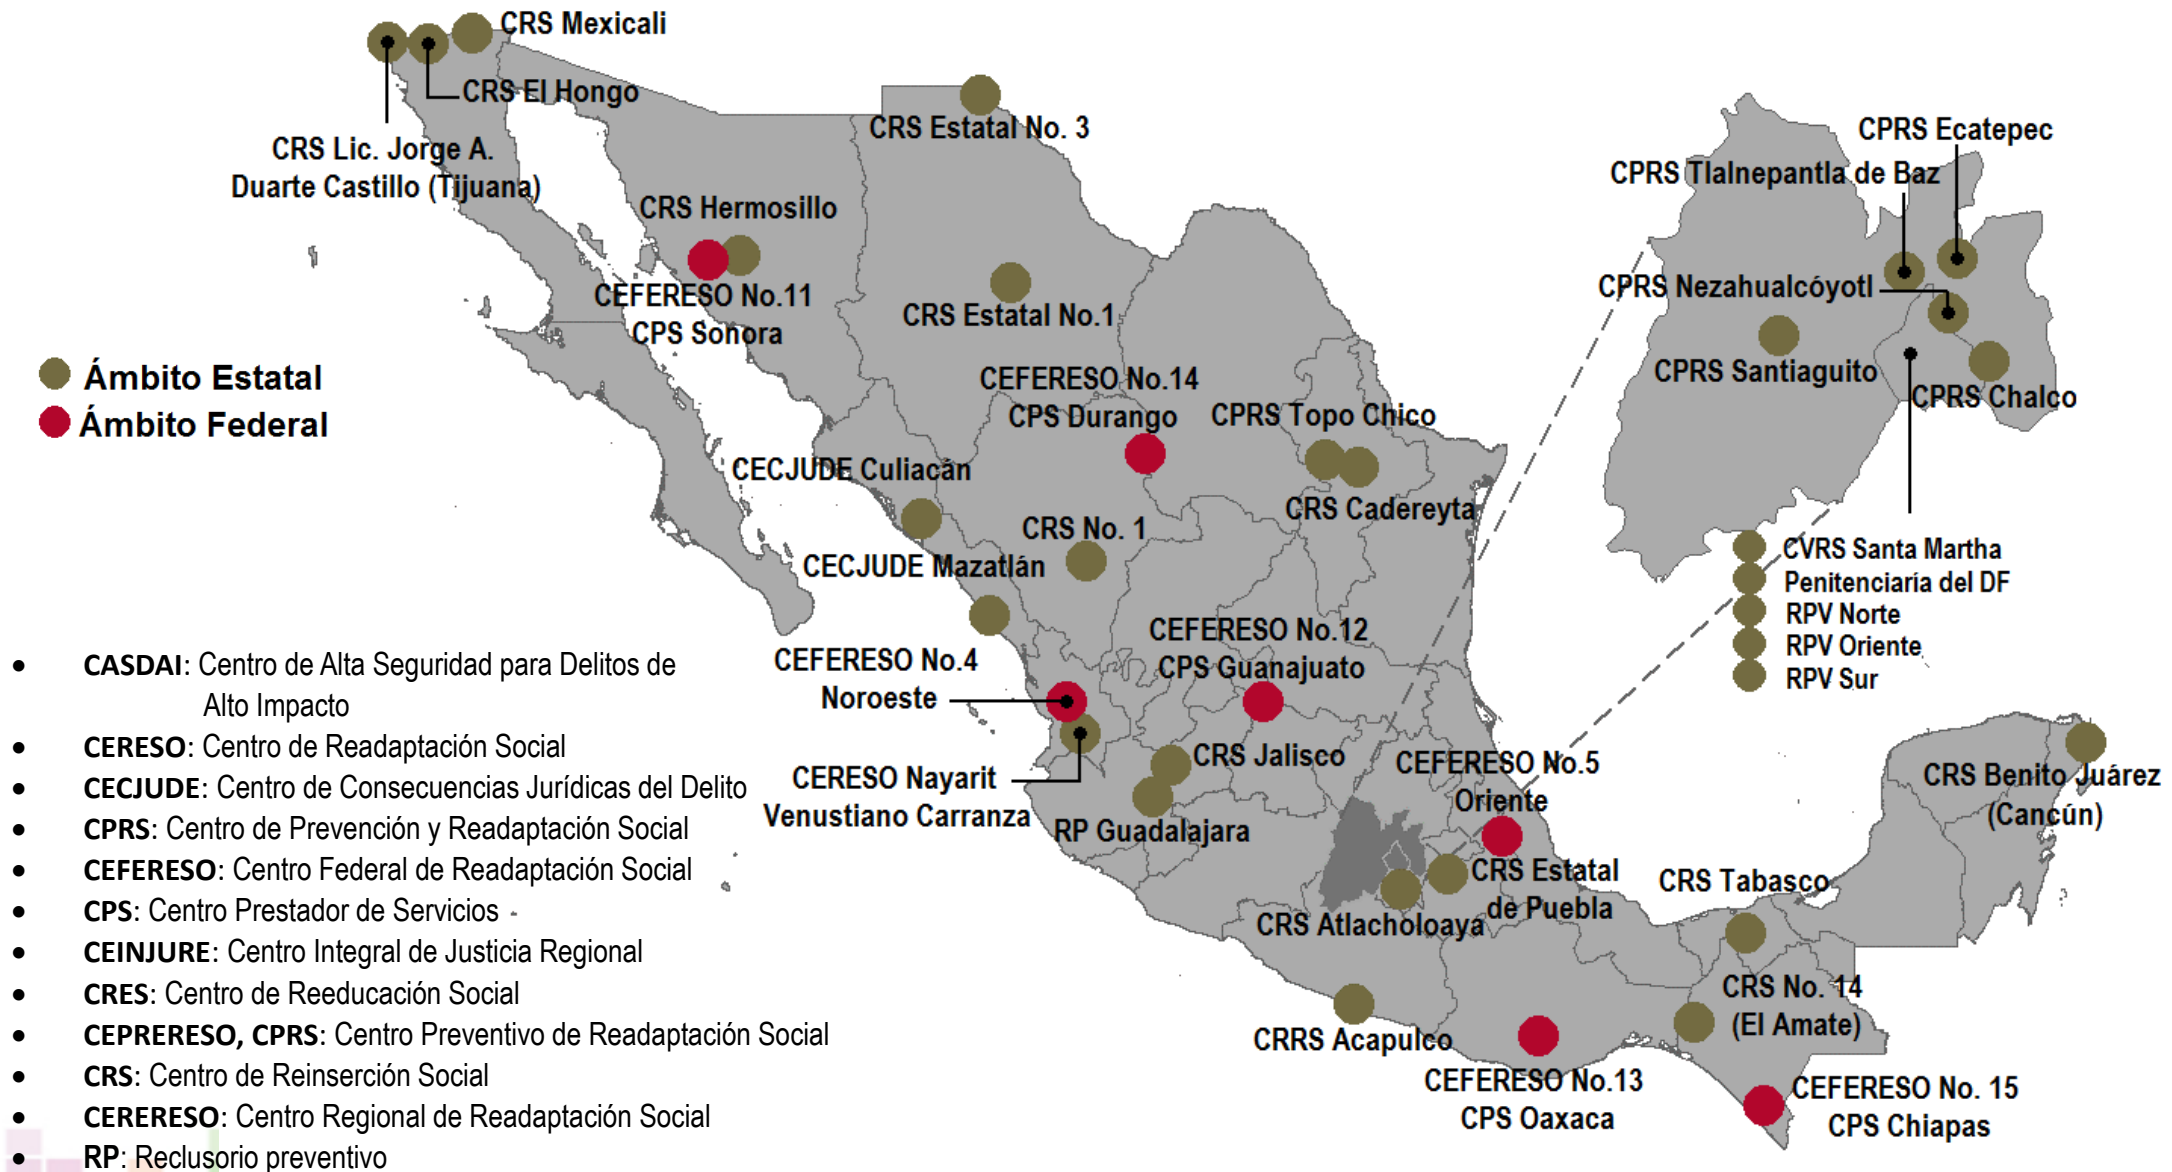 CRS Mexicali
CRS El Hongo
CRS Lic. Jorge A.
Duarte Castillo (Tijuana)
CRS Estatal No. 3
CRS Hermosillo
CEFERESO No.11
CPS Sonora
CRS Estatal No.1
Ámbito Estatal
Ámbito Federal
CEFERESO No.14
CPS Durango
CPRS Topo Chico
CRS Cadereyta
CECJUDE Culiacán
CRS No. 1
CECJUDE Mazatlán
CEFERESO No.12
CPS Guanajuato
CEFERESO No.4
Noroeste
CERESO Nayarit
Venustiano Carranza
CRS Jalisco
RP Guadalajara
CEFERESO No.5
Oriente
CRS Estatal
de Puebla
CRS Atlacholoaya
CRRS Acapulco
CEFERESO No.13
CPS Oaxaca
CRS Tabasco
CRS No. 14
(El Amate)
CEFERESO No. 15
CPS Chiapas
CRS Benito Juárez
(Cancún)
CPRS Ecatepec
CPRS Tlalnepantla de Baz
CPRS Nezahualcóyotl
CPRS Santiaguito
CPRS Chalco
CVRS Santa Martha
Penitenciaría del DF
RPV Norte
RPV Oriente
RPV Sur
• CASDAI: Centro de Alta Seguridad para Delitos de
Alto Impacto
• CERESO: Centro de Readaptación Social
• CECJUDE: Centro de Consecuencias Jurídicas del Delito
• CPRS: Centro de Prevención y Readaptación Social
• CEFERESO: Centro Federal de Readaptación Social
• CPS: Centro Prestador de Servicios
• CEINJURE: Centro Integral de Justicia Regional
• CRES: Centro de Reeducación Social
• CEPRERESO, CPRS: Centro Preventivo de Readaptación Social
• CRS: Centro de Reinserción Social
• CERERESO: Centro Regional de Readaptación Social
• RP: Reclusorio preventivo